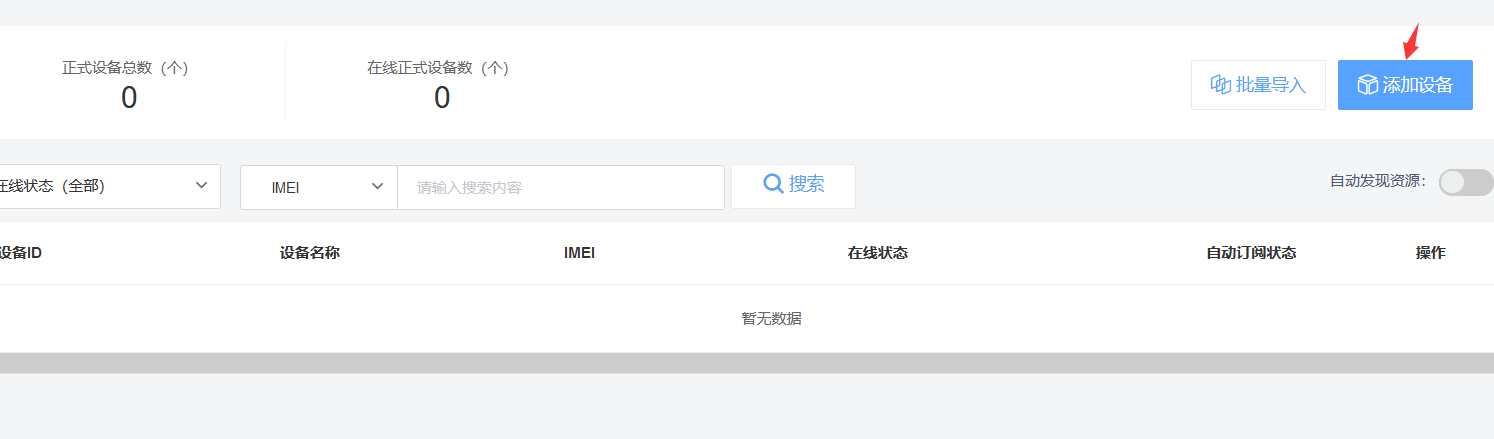 正式设备总数（个）
在线正式设备数（个）
0
0
批量导入
添加设备
在线状态（全部）
IMEI
请输入搜索内容
搜索
自动发现资源：
设备ID
设备名称
IMEI
在线状态
自动订阅状态
操作
暂无数据